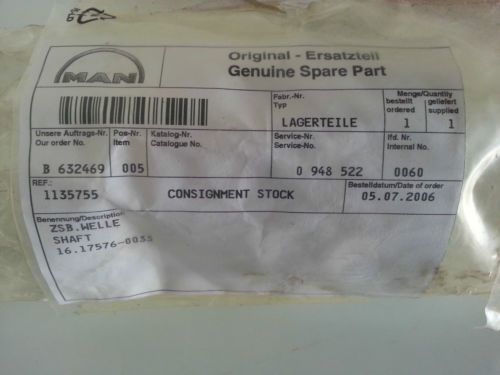 MAN
Original - Ersatzteil
Genuine Spare Part
Fabr.-Nr.
Typ
LAGERTEILE
Menge/Quantity
bestellt geliefert
ordered supplied
1 1
Unsere Auftrags-Nr.
Our order No.
B 632469
Pos-Nr.
Item
005
Katalog-Nr.
Catalogue No.
Service-Nr.
Service-No.
0 948 522
lfd. Nr.
Internal No.
0060
REF.:
1135755
CONSIGNMENT STOCK
Bestelldatum/Date of order
05.07.2006
Benennung/Description
ZSB.WELLE
SHAFT
16.17576-0035